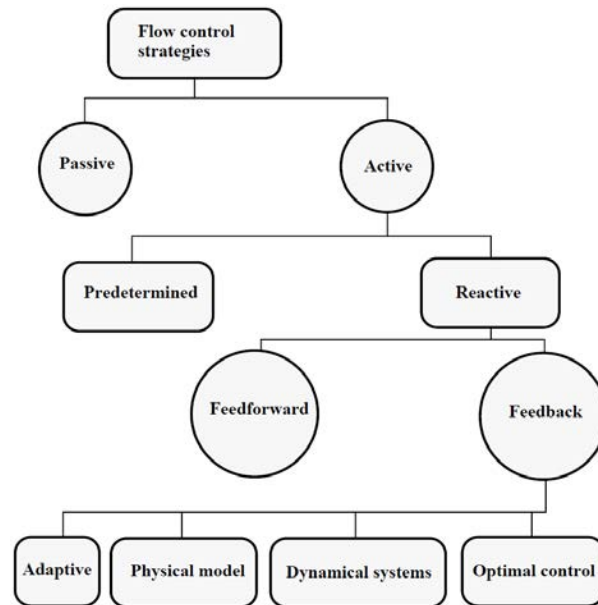 Flow control
strategies
Passive
Active
Predetermined
Reactive
Feedforward
Feedback
Adaptive
Physical model
Dynamical systems
Optimal control